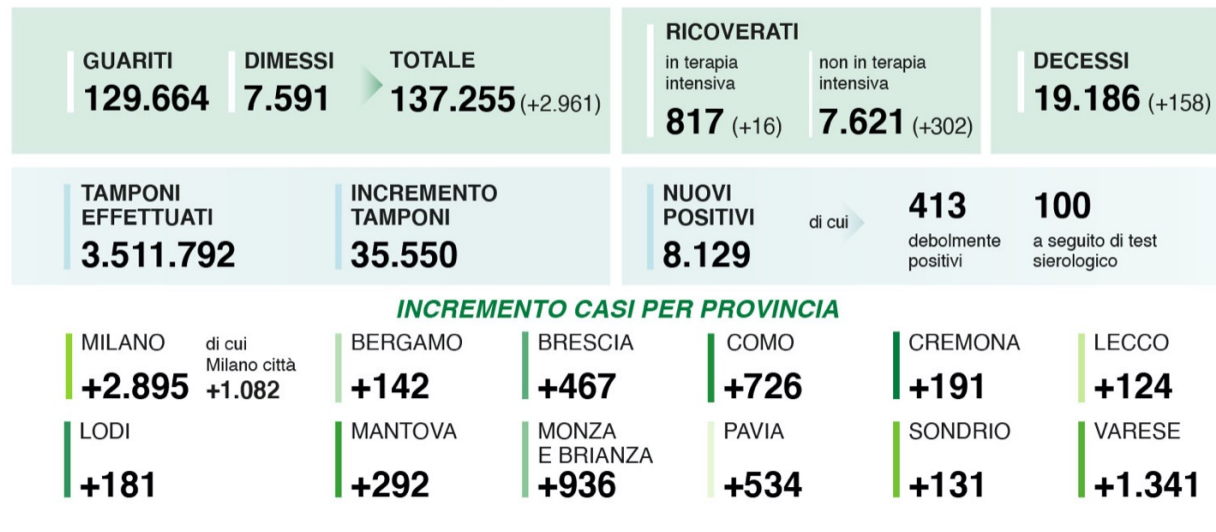 GUARITI
129.664
DIMESSI
7.591
TOTALE
137.255 (+2.961)
RICOVERATI
in terapia
intensiva
817 (+16)
non in terapia
intensiva
7.621 (+302)
DECESSI
19.186 (+158)
TAMPONI
EFFETTUATI
3.511.792
INCREMENTO
TAMPONI
35.550
NUOVI
POSITIVI
8.129
di cui
413
debolmente
positivi
100
a seguito di test
sierologico
INCREMENTO CASI PER PROVINCIA
MILANO
+2.895
di cui
Milano città
+1.082
BERGAMO
+142
BRESCIA
+467
COMO
+726
CREMONA
+191
LECCO
+124
LODI
+181
MANTOVA
+292
MONZA
E BRIANZA
+936
PAVIA
+534
SONDRIO
+131
VARESE
+1.341